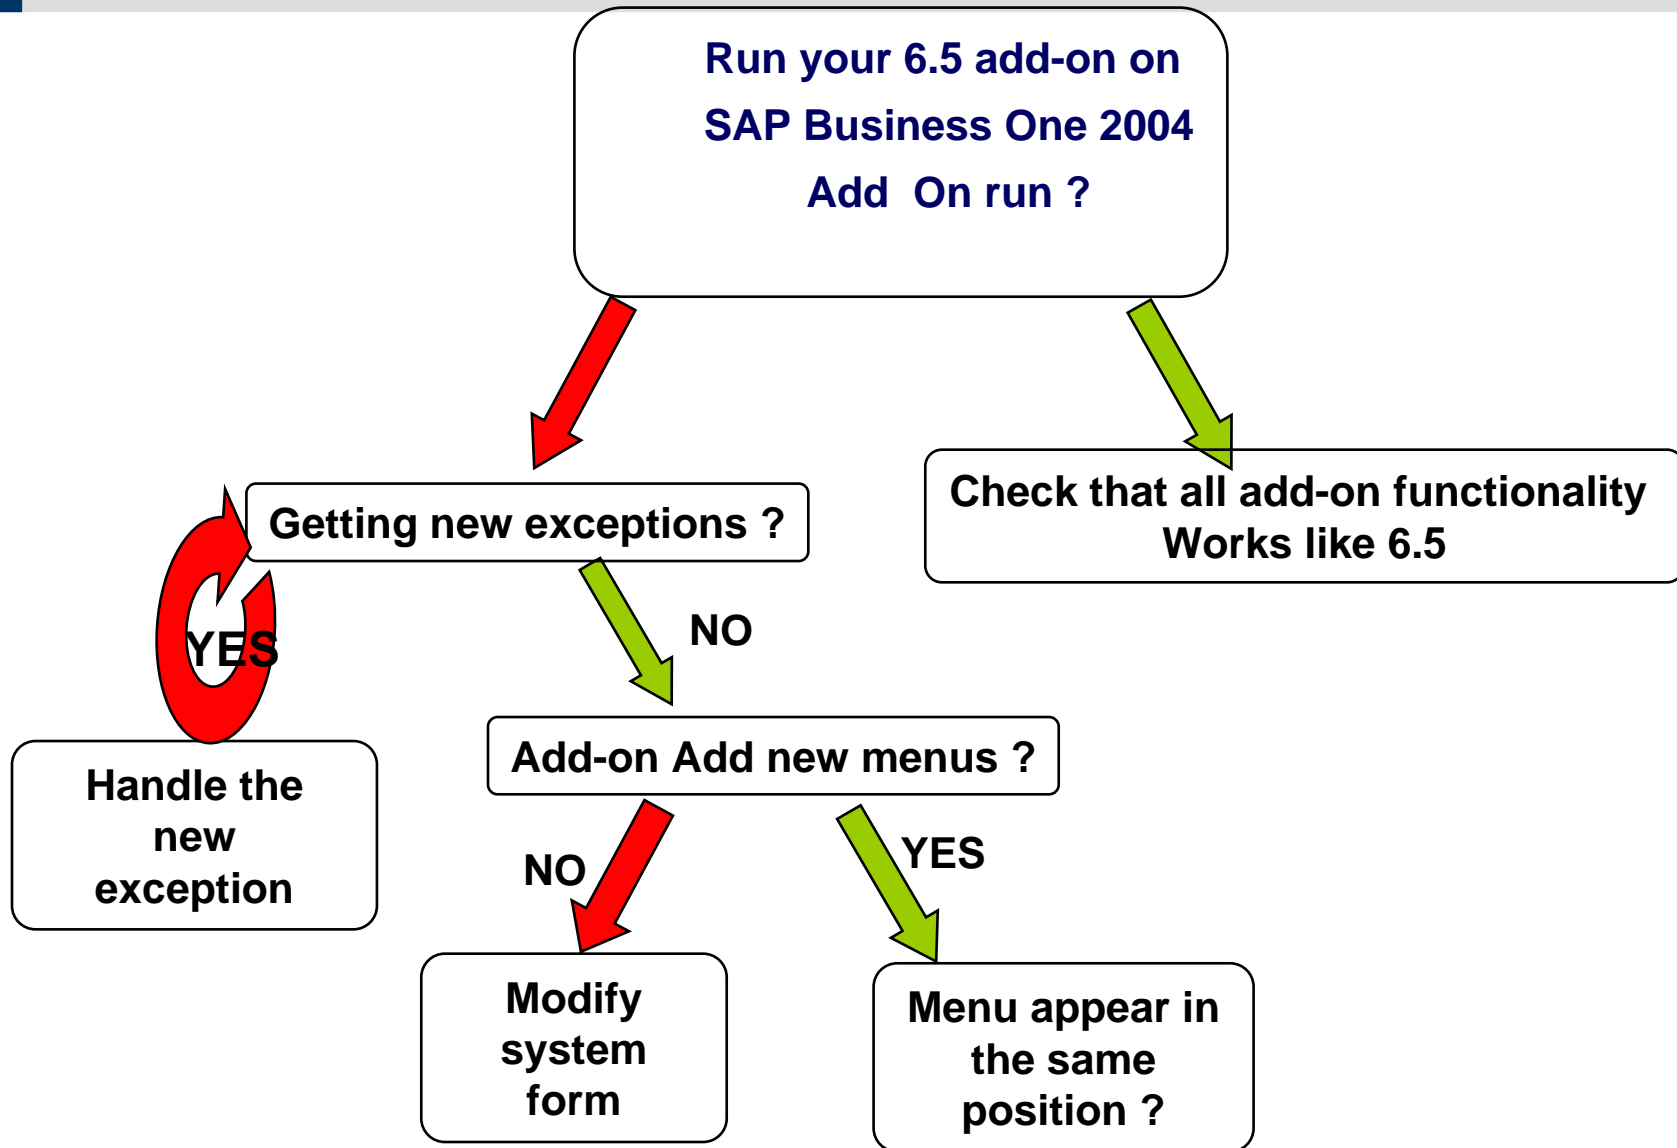 Run your 6.5 add-on on
SAP Business One 2004
Add On run ?
Getting new exceptions ?
Check that all add-on functionality
Works like 6.5
NO
YES
Add-on Add new menus ?
Handle the
new
exception
NO
YES
Modify
system
form
Menu appear in
the same
position ?